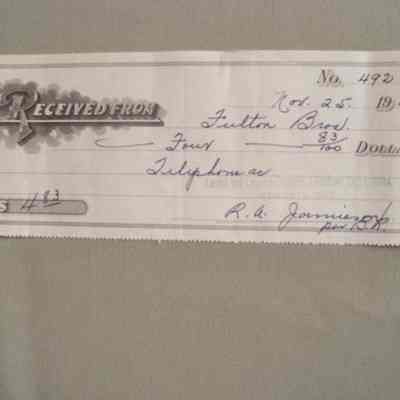 No. 492
Nov. 25. 19
RECEIVED FROM Fulton Bros.
Four 83/100 DOLLA
Telephone
$ 4 83
R. A. Jamieson
per B.K.